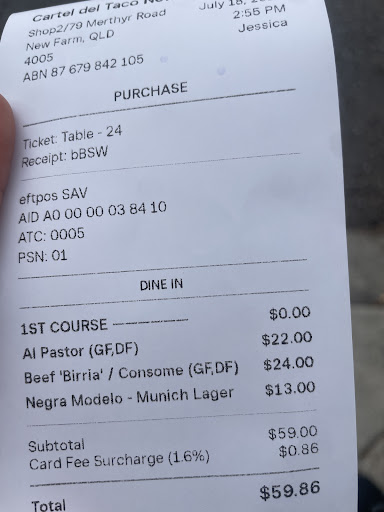 Cartel del Taco
Shop2/79 Merthyr Road
New Farm, QLD
4005
ABN 87 679 842 105
July 18,
2:55 PM
Jessica
PURCHASE
Ticket: Table - 24
Receipt: bBSW
eftpos SAV
AID A0 00 00 03 84 10
ATC: 0005
PSN: 01
DINE IN
1ST COURSE $0.00
Al Pastor (GF,DF) $22.00
Beef 'Birria' / Consome (GF,DF) $24.00
Negra Modelo - Munich Lager $13.00
Subtotal $59.00
Card Fee Surcharge (1.6%) $0.86
Total $59.86